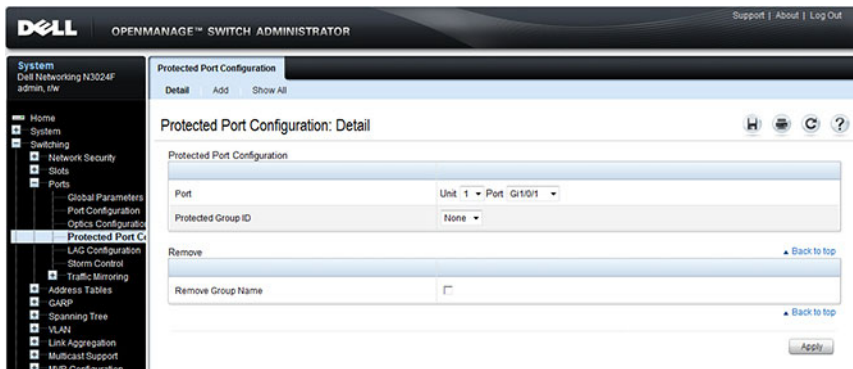 Support | About | Log Out
DELL OPENMANAGE™ SWITCH ADMINISTRATOR
System
Dell Networking N3024F
admin, r/w
Home
System
Switching
Network Security
Slots
Ports
Global Parameters
Port Configuration
Optics Configuratio
Protected Port Co
LAG Configuration
Storm Control
Traffic Mirroring
Address Tables
GARP
Spanning Tree
VLAN
Link Aggregation
Multicast Support
MVR Configuration
Protected Port Configuration
Detail Add Show All
Protected Port Configuration: Detail
Protected Port Configuration
Port Unit 1 Port Gi1/0/1
Protected Group ID None
Remove Back to top
Remove Group Name
Back to top
Apply